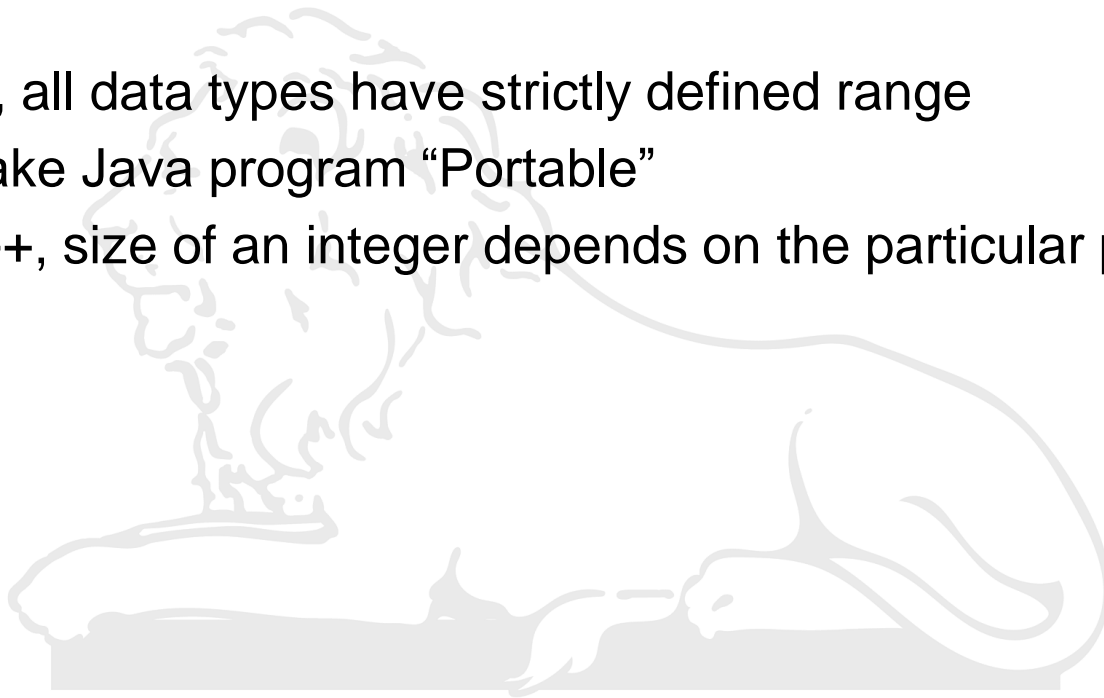 , all data types have strictly defined range
ake Java program “Portable”
+, size of an integer depends on the particular